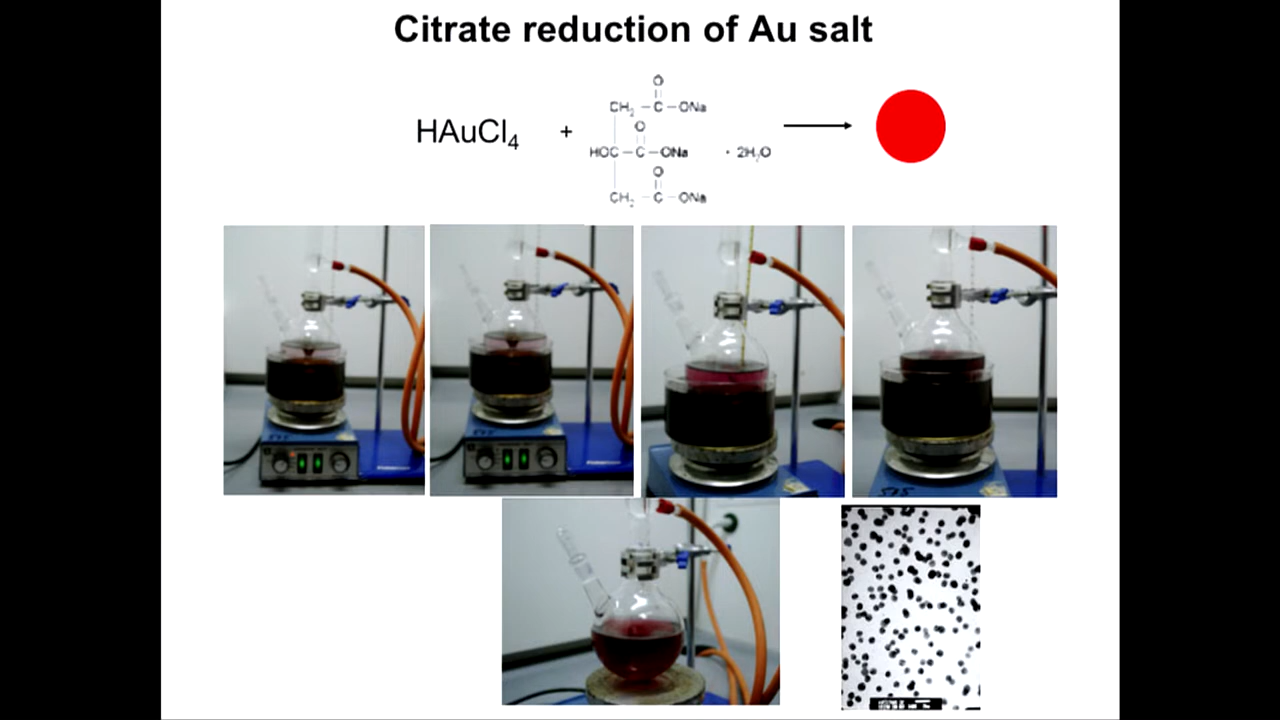 Citrate reduction of Au salt
O
CH2 – C – ONa
O
HAuCl4 + HOC – C – ONa · 2H2O
O
CH2 – C – ONa